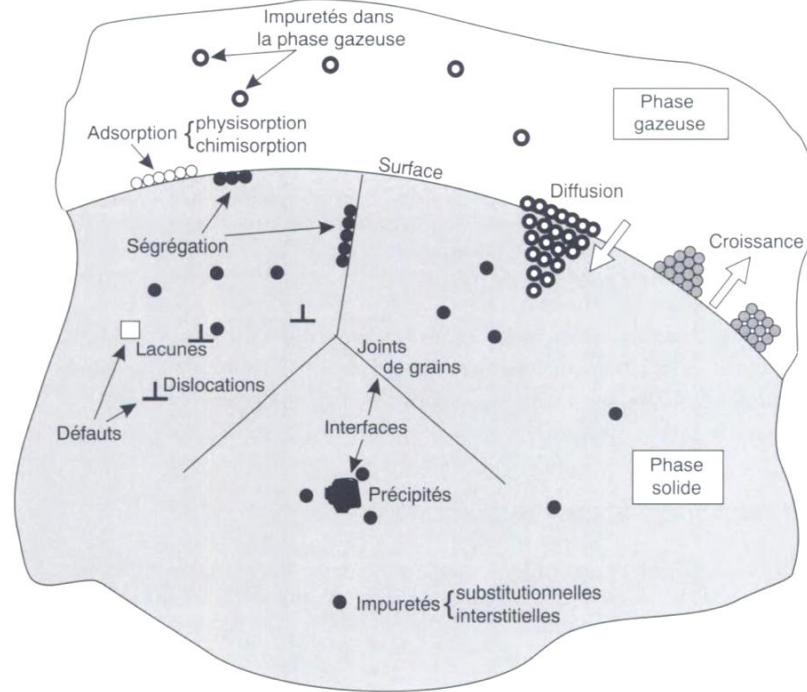 Impuretés dans
la phase gazeuse
Phase
gazeuse
Adsorption { physisorption
chimisorption
Surface
Diffusion
Croissance
Ségrégation
Lacunes
Joints
de grains
Dislocations
Défauts
Interfaces
Précipités
Phase
solide
Impuretés { substitutionnelles
interstitielles